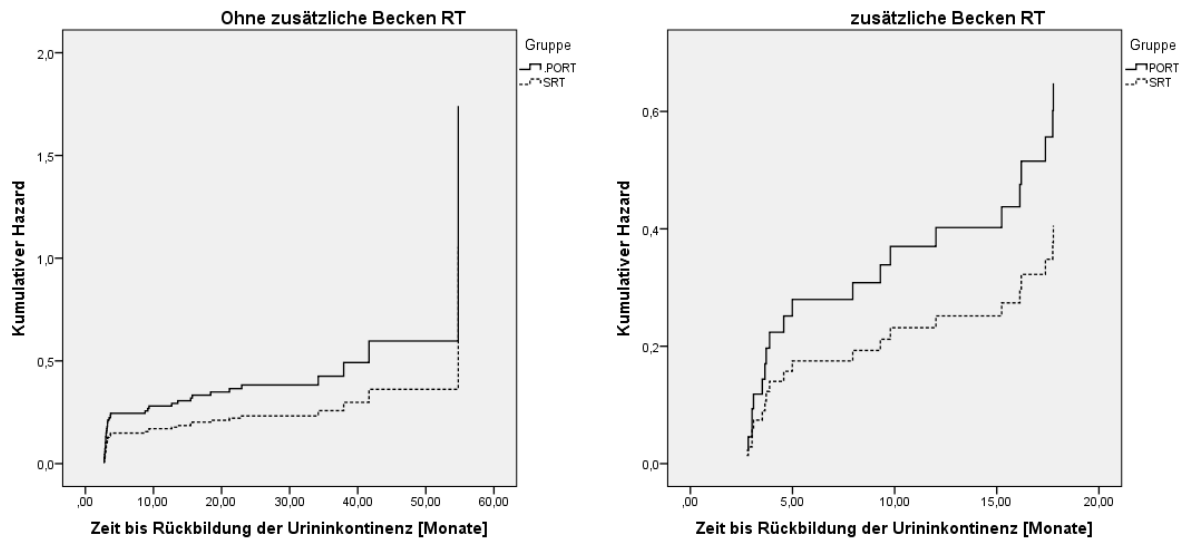 Ohne zusätzliche Becken RT
Gruppe
.PORT
SRT
2,0
1,5
1,0
0,5
0,0
Kumulativer Hazard
,00
10,00
20,00
30,00
40,00
50,00
60,00
Zeit bis Rückbildung der Urininkontinenz [Monate]
zusätzliche Becken RT
Gruppe
PORT
SRT
0,6
0,4
0,2
0,0
Kumulativer Hazard
,00
5,00
10,00
15,00
20,00
Zeit bis Rückbildung der Urininkontinenz [Monate]